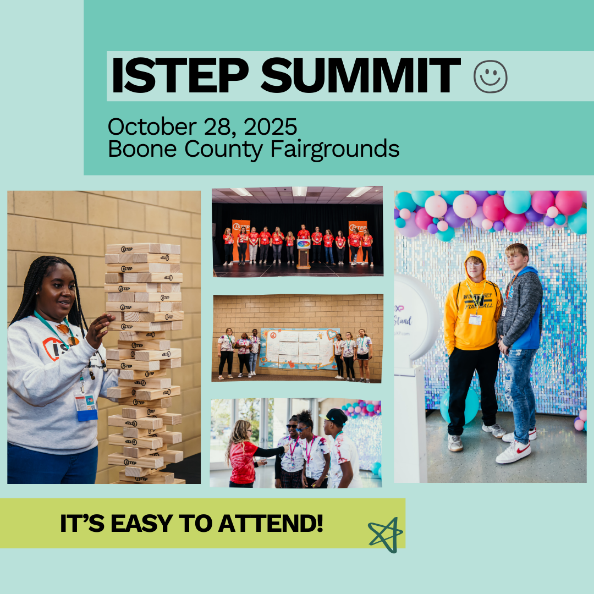 ISTEP SUMMIT
October 28, 2025
Boone County Fairgrounds
IT'S EASY TO ATTEND!